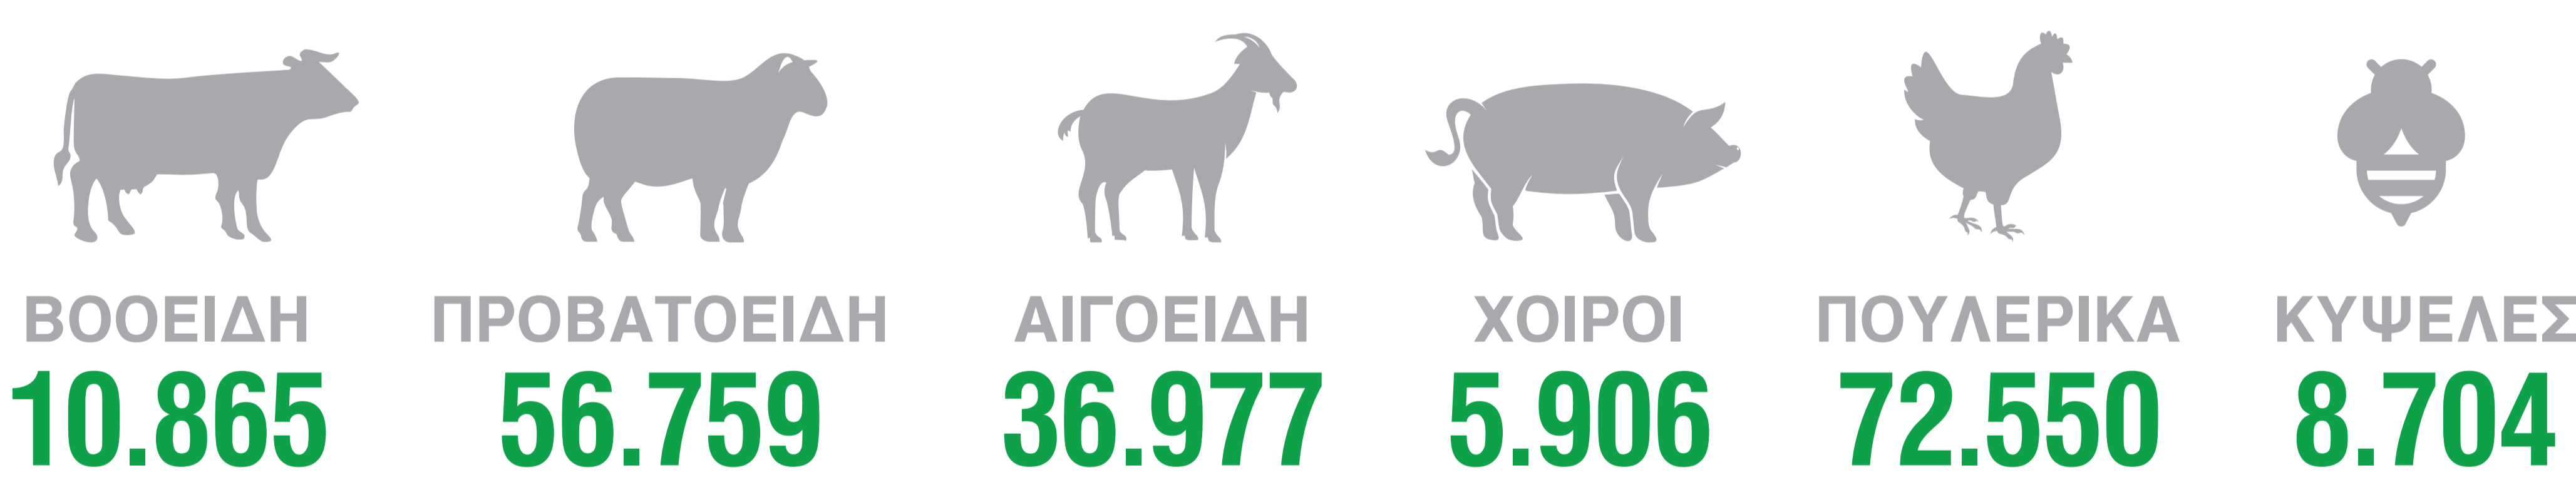 ΒΟΟΕΙΔΗ ΠΡΟΒΑΤΟΕΙΔΗ ΑΙΓΟΕΙΔΗ ΧΟΙΡΟΙ ΠΟΥΛΕΡΙΚΑ ΚΥΨΕΛΕΣ
10.865 56.759 36.977 5.906 72.550 8.704